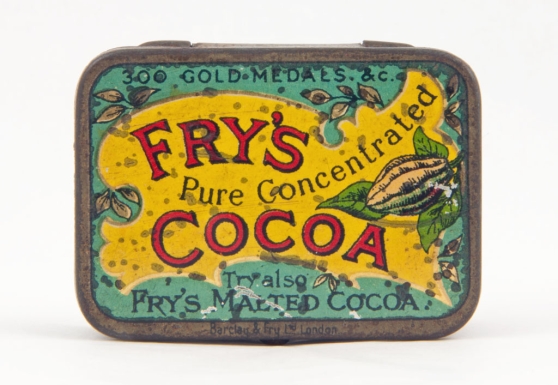 300 GOLD MEDALS. &c.
FRY'S
Pure Concentrated
COCOA
Try also
FRY'S MALTED COCOA.
Barclay & Fry Ltd London